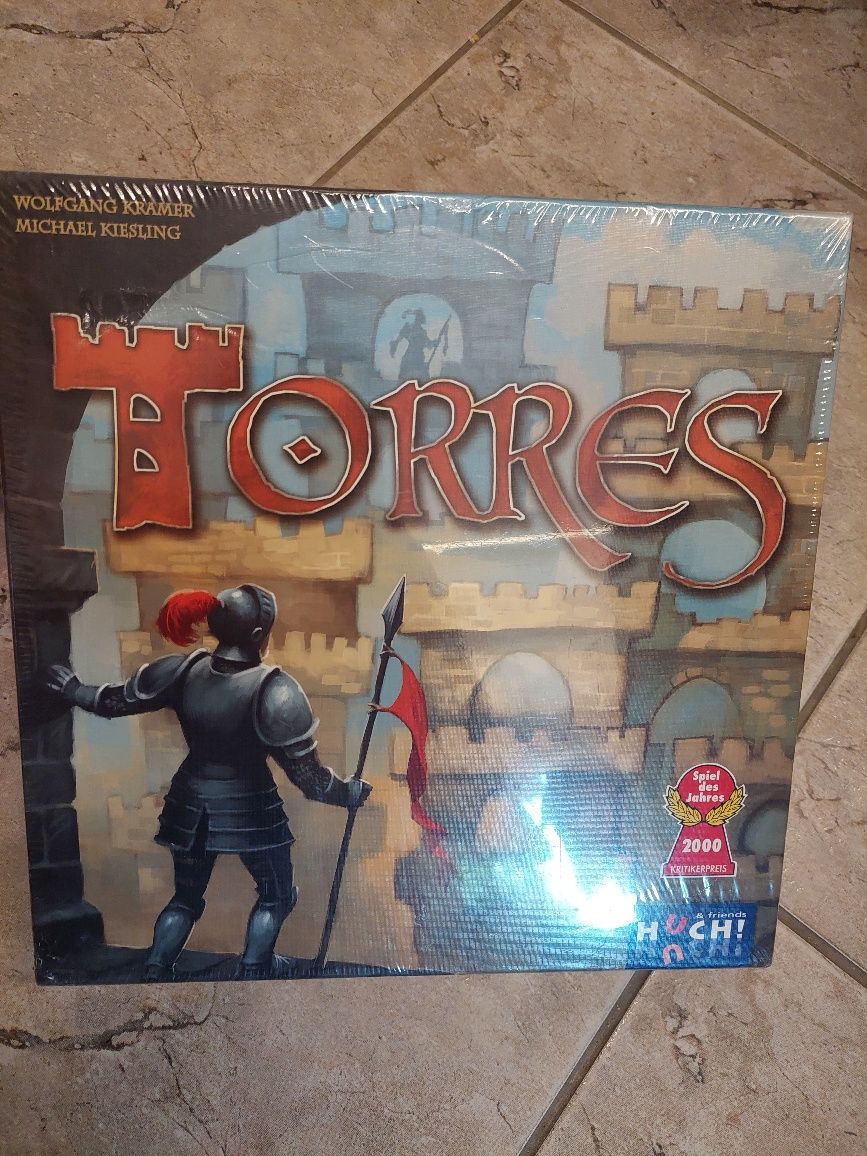 WOLFGANG KRAMER
MICHAEL KIESLING
TORRES
Spiel
des
Jahres
2000
KRITIKERPREIS
& friends
HUCH!